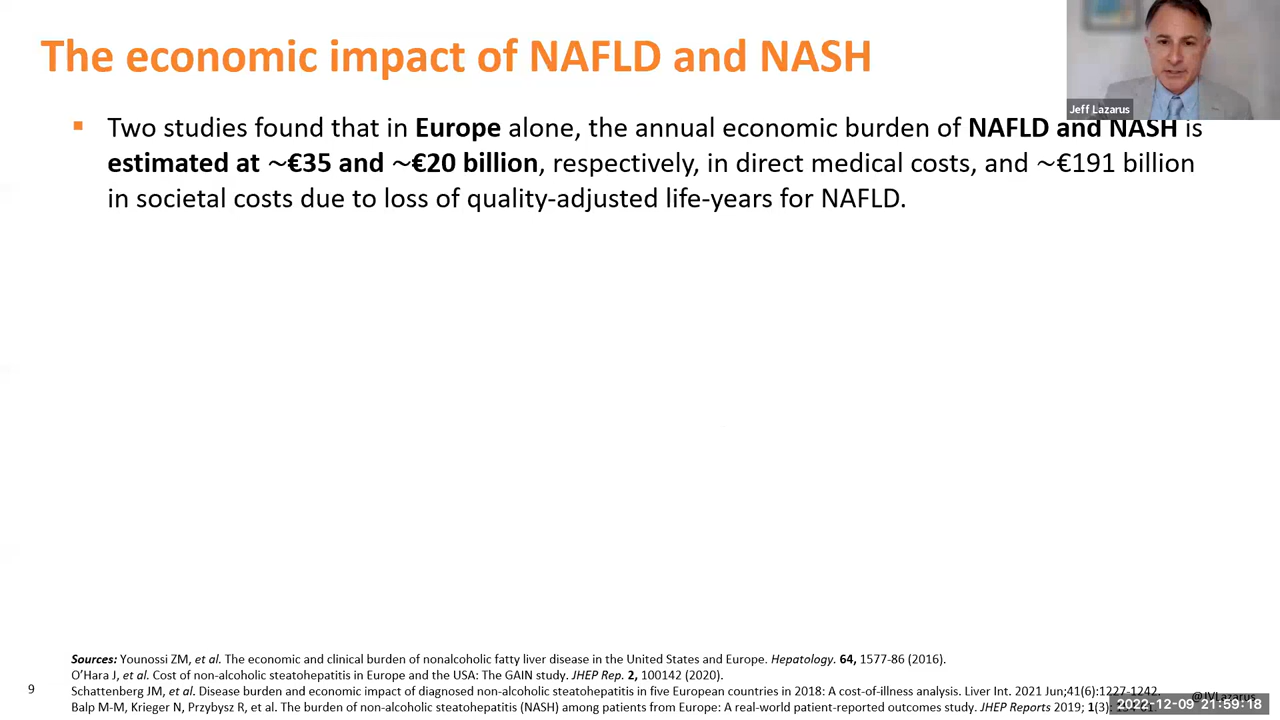 The economic impact of NAFLD and NASH
Jeff Lazarus
▪ Two studies found that in Europe alone, the annual economic burden of NAFLD and NASH is
estimated at ~€35 and ~€20 billion, respectively, in direct medical costs, and ~€191 billion
in societal costs due to loss of quality-adjusted life-years for NAFLD.
Sources: Younossi ZM, et al. The economic and clinical burden of nonalcoholic fatty liver disease in the United States and Europe. Hepatology. 64, 1577-86 (2016).
O'Hara J, et al. Cost of non-alcoholic steatohepatitis in Europe and the USA: The GAIN study. JHEP Rep. 2, 100142 (2020).
9
Schattenberg JM, et al. Disease burden and economic impact of diagnosed non-alcoholic steatohepatitis in five European countries in 2018: A cost-of-illness analysis. Liver Int. 2021 Jun;41(6):1227-1242.
@JVLazarus
Balp M-M, Krieger N, Przybysz R, et al. The burden of non-alcoholic steatohepatitis (NASH) among patients from Europe: A real-world patient-reported outcomes study. JHEP Reports 2019; 1(3):
2022-12-09 21:59:18